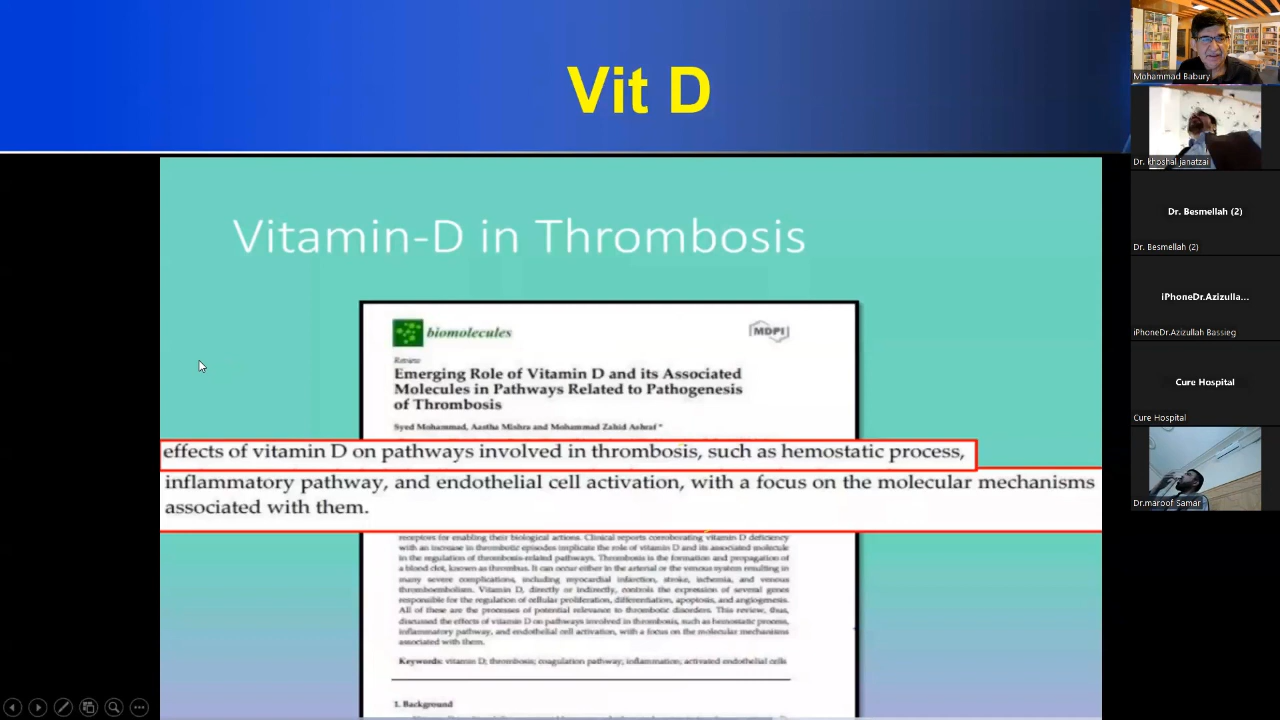 Vit D
Vitamin-D in Thrombosis
biomolecules
MDPI
Review
Emerging Role of Vitamin D and its Associated
Molecules in Pathways Related to Pathogenesis
of Thrombosis
Syed Mohammad, Aastha Mishra and Mohammad Zahid Ashraf *
effects of vitamin D on pathways involved in thrombosis, such as hemostatic process,
inflammatory pathway, and endothelial cell activation, with a focus on the molecular mechanisms
associated with them.
receptors for enabling their biological actions. Clinical reports corroborating vitamin D deficiency
with an increase in thrombotic episodes implicate the role of vitamin D and its associated molecule
in the regulation of thrombosis-related pathways. Thrombosis is the formation and propagation of
a blood clot, known as thrombus. It can occur either in the arterial or the venous system resulting in
many severe complications, including myocardial infarction, stroke, ischemia, and venous
thromboembolism. Vitamin D, directly or indirectly, controls the expression of several genes
responsible for the regulation of cellular proliferation, differentiation, apoptosis, and angiogenesis.
All of these are the processes of potential relevance to thrombotic disorders. This review, thus,
discussed the effects of vitamin D on pathways involved in thrombosis, such as hemostatic process,
inflammatory pathway, and endothelial cell activation, with a focus on the molecular mechanisms
associated with them.
Keywords: vitamin D; thrombosis; coagulation pathway; inflammation; activated endothelial cells
1. Background
Mohammad Babury
Dr. khoshal janatzai
Dr. Besmellah (2)
Dr. Besmellah (2)
iPhoneDr.Azizulla...
iPhoneDr.Azizullah Bassieg
Cure Hospital
Cure Hospital
Dr.maroof Samar